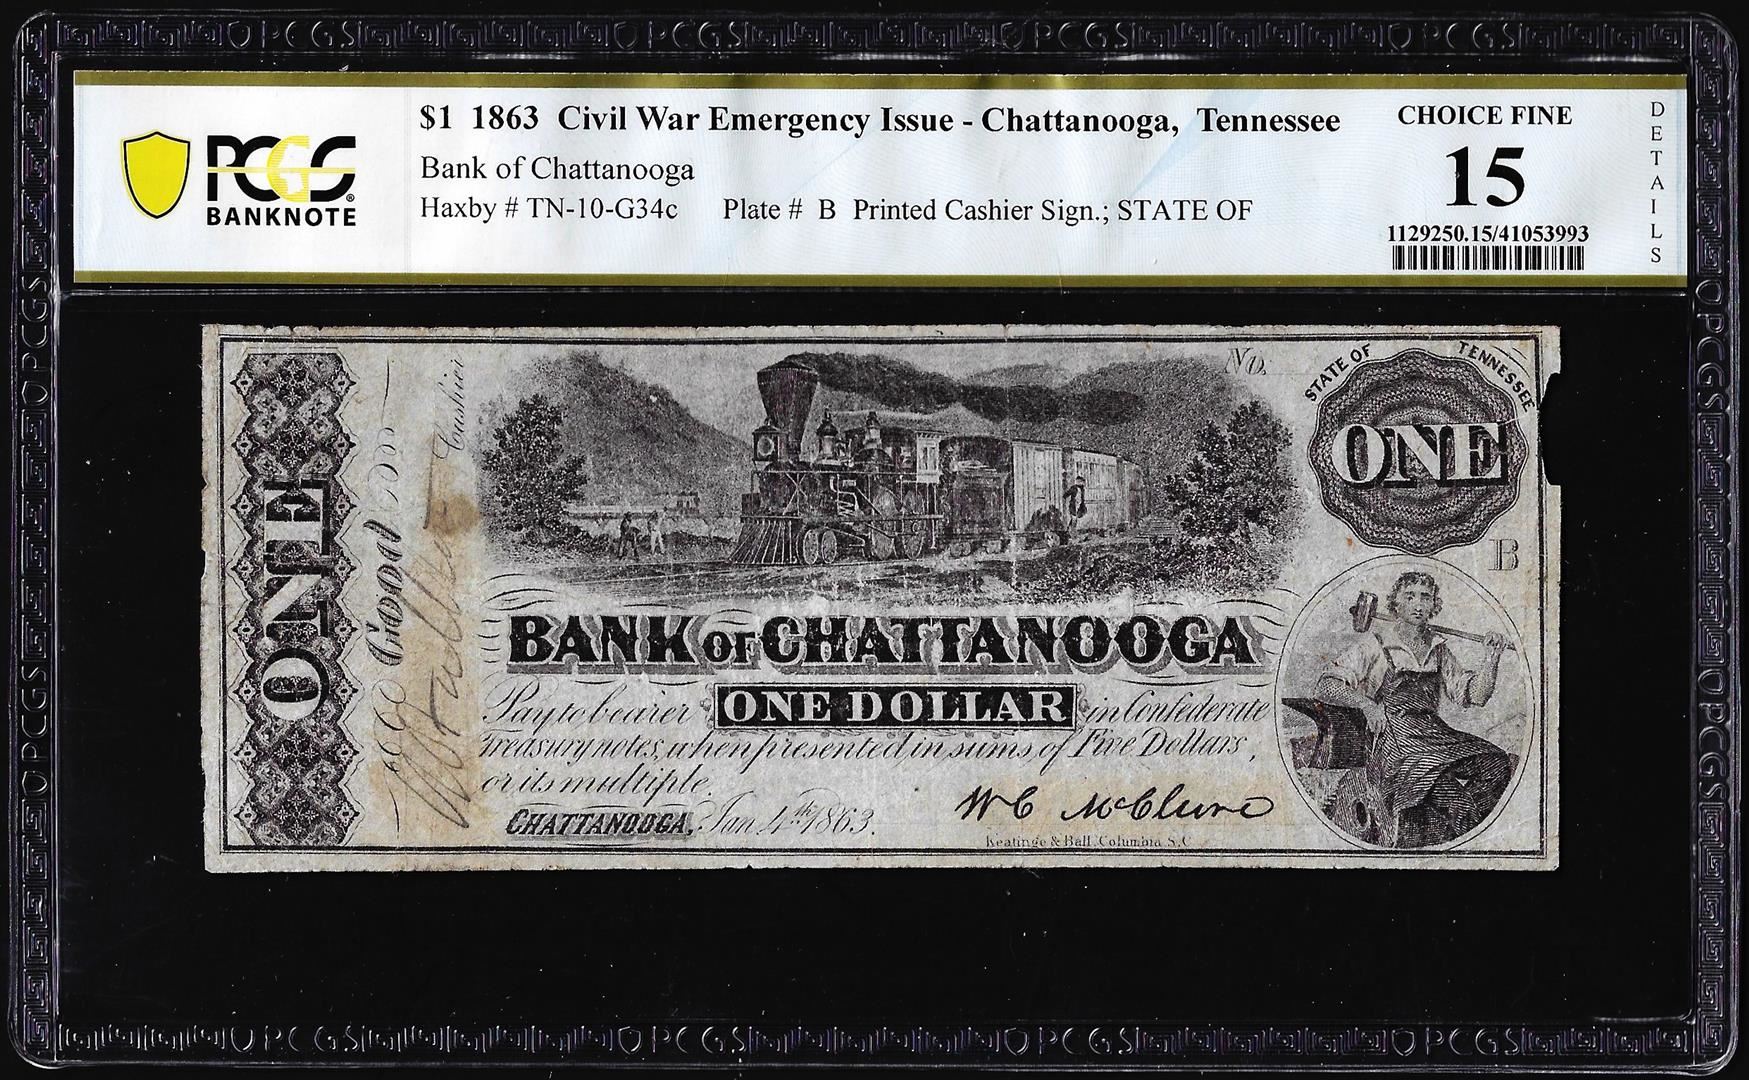 $1 1863 Civil War Emergency Issue - Chattanooga, Tennessee
Bank of Chattanooga
Haxby # TN-10-G34c Plate # B Printed Cashier Sign.; STATE OF
PCGS
BANKNOTE
CHOICE FINE
15
1129250.15/41053993
DETAILS
ONE
Good
Cashier
No.
STATE OF TENNESSEE
ONE
B
BANK OF CHATTANOOGA
Pay to bearer ONE DOLLAR in Confederate
Treasury notes, when presented in sums of Five Dollars,
or its multiple.
CHATTANOOGA, Jan 4th 1863.
W C McClure
Keatinge & Ball, Columbia S.C.